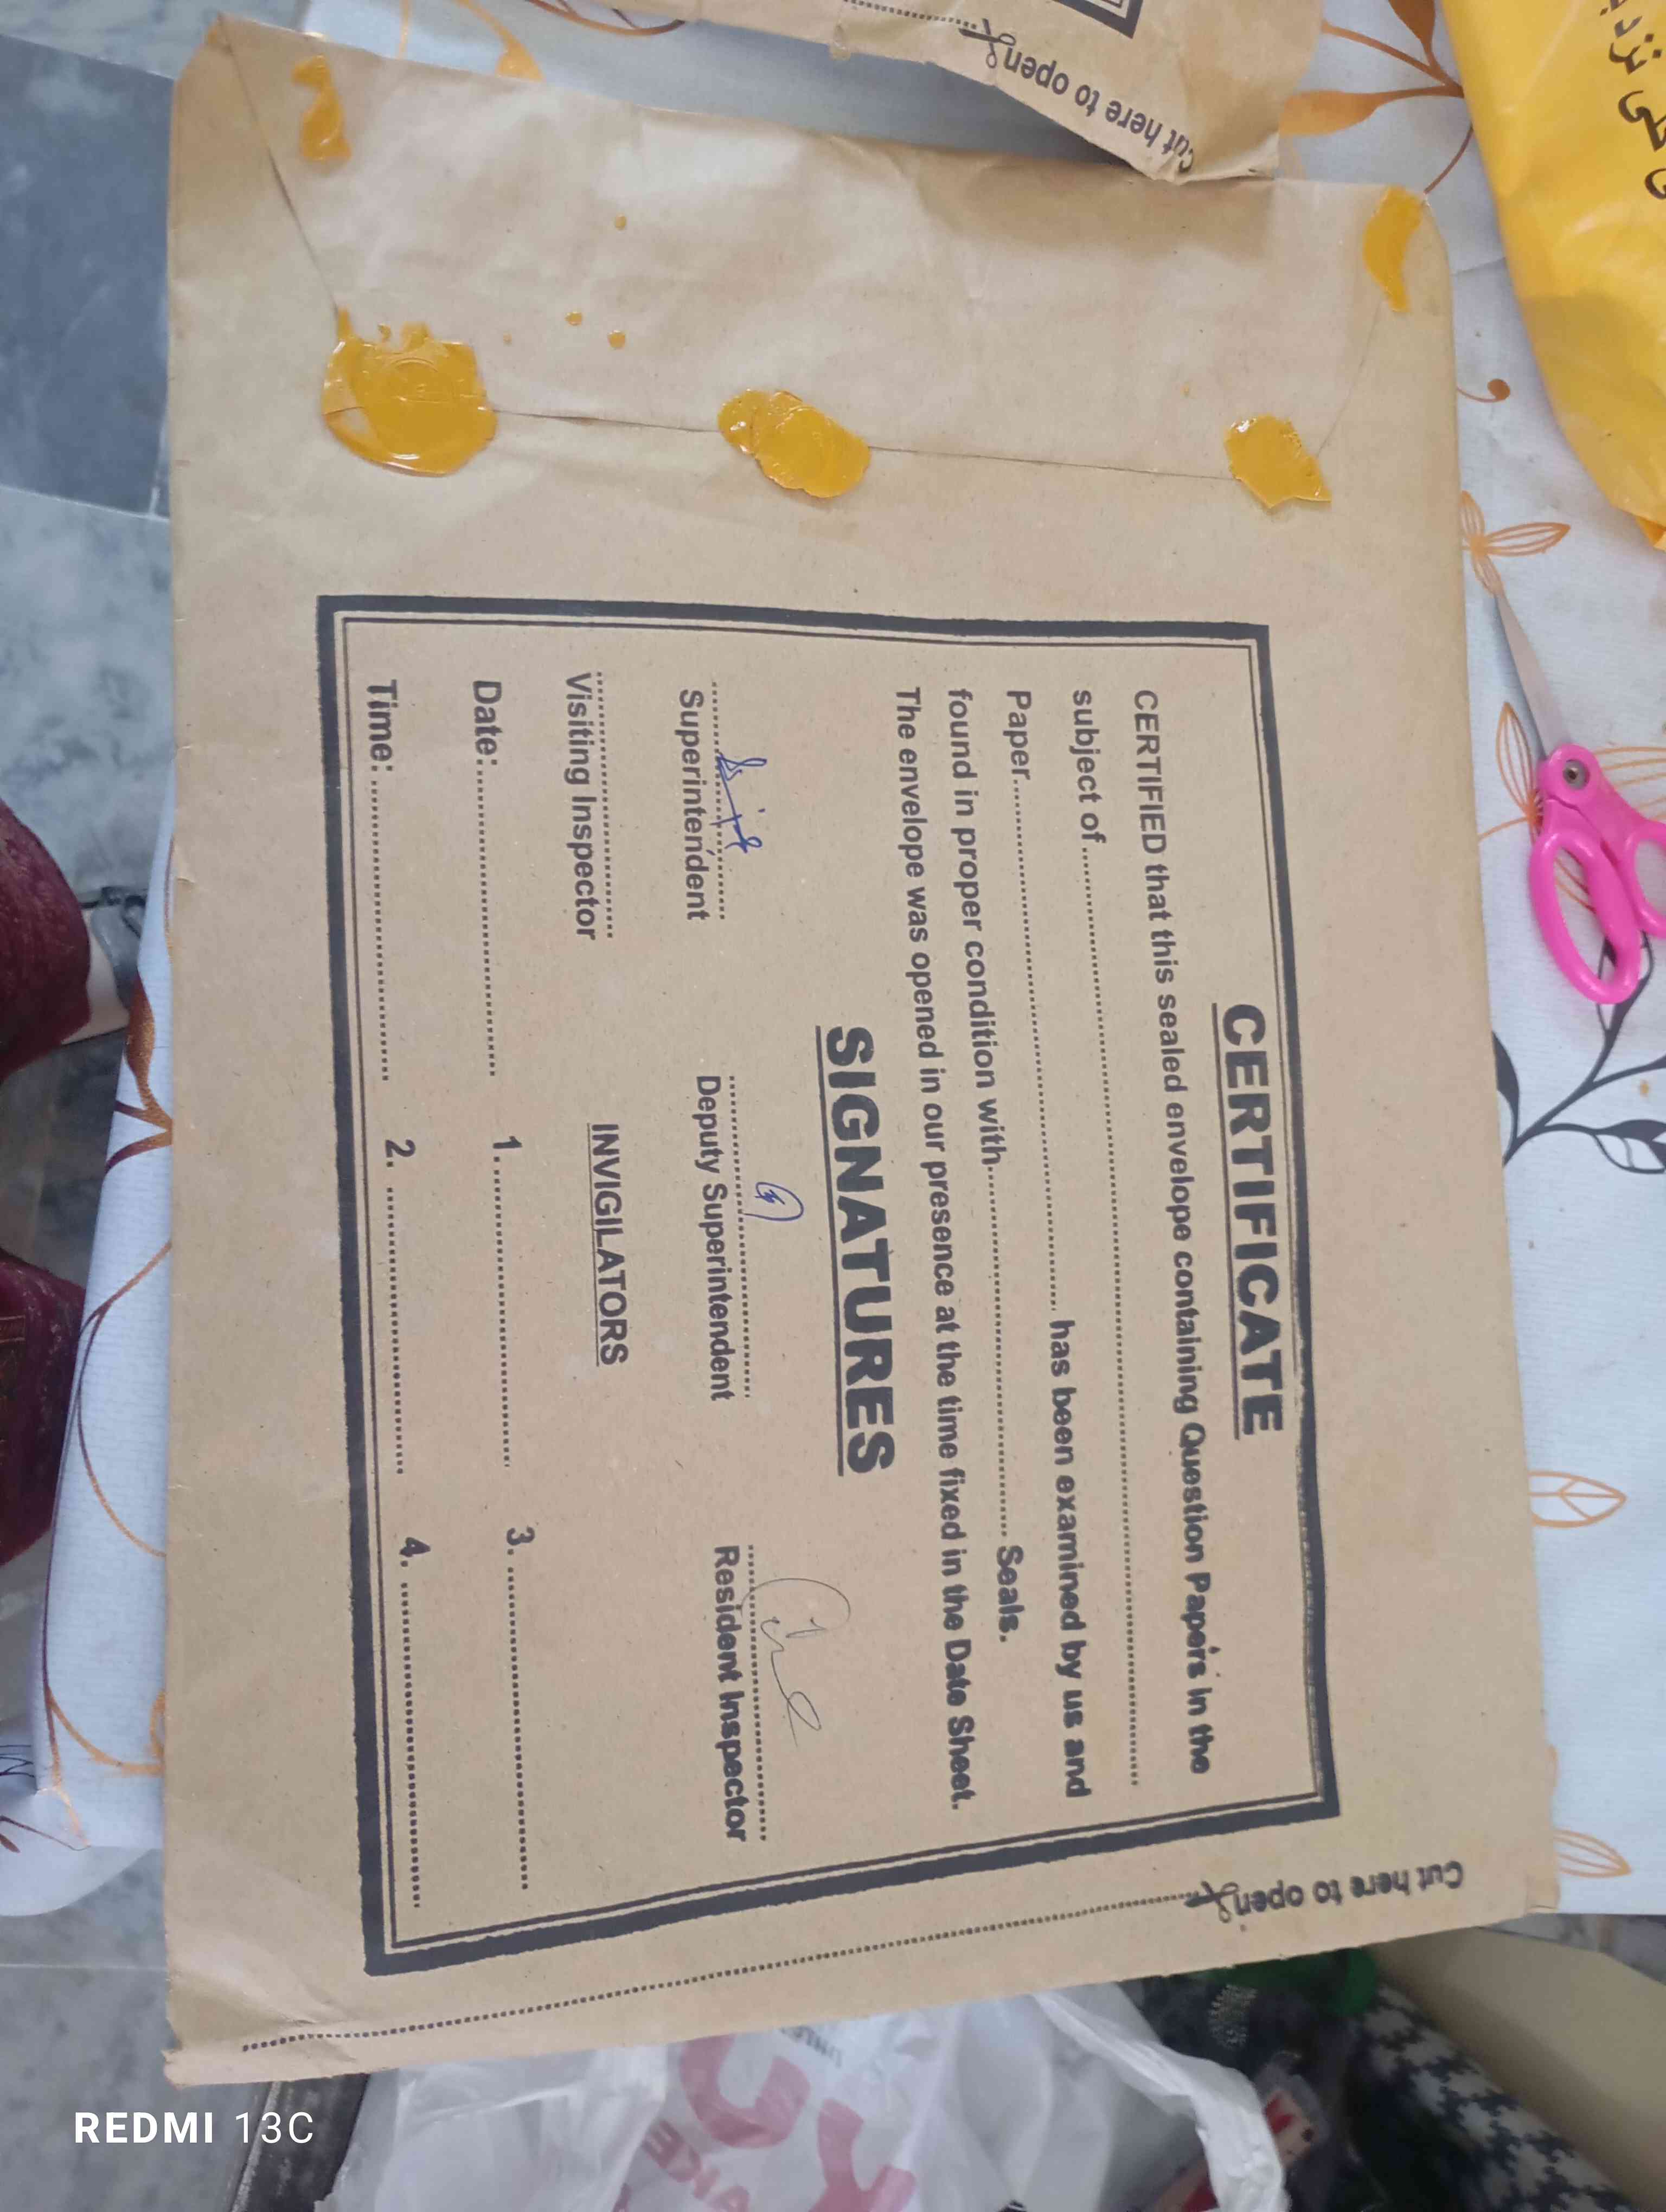 Cut here to open
CERTIFICATE
CERTIFIED that this sealed envelope containing Question Papers in the
subject of
Paper has been examined by us and
found in proper condition with Seals.
The envelope was opened in our presence at the time fixed in the Date Sheet.
SIGNATURES
Superintendent Deputy Superintendent Resident Inspector
Visiting Inspector INVIGILATORS
Date: 1. 3.
Time: 2. 4.
Cut here to open
REDMI 13C